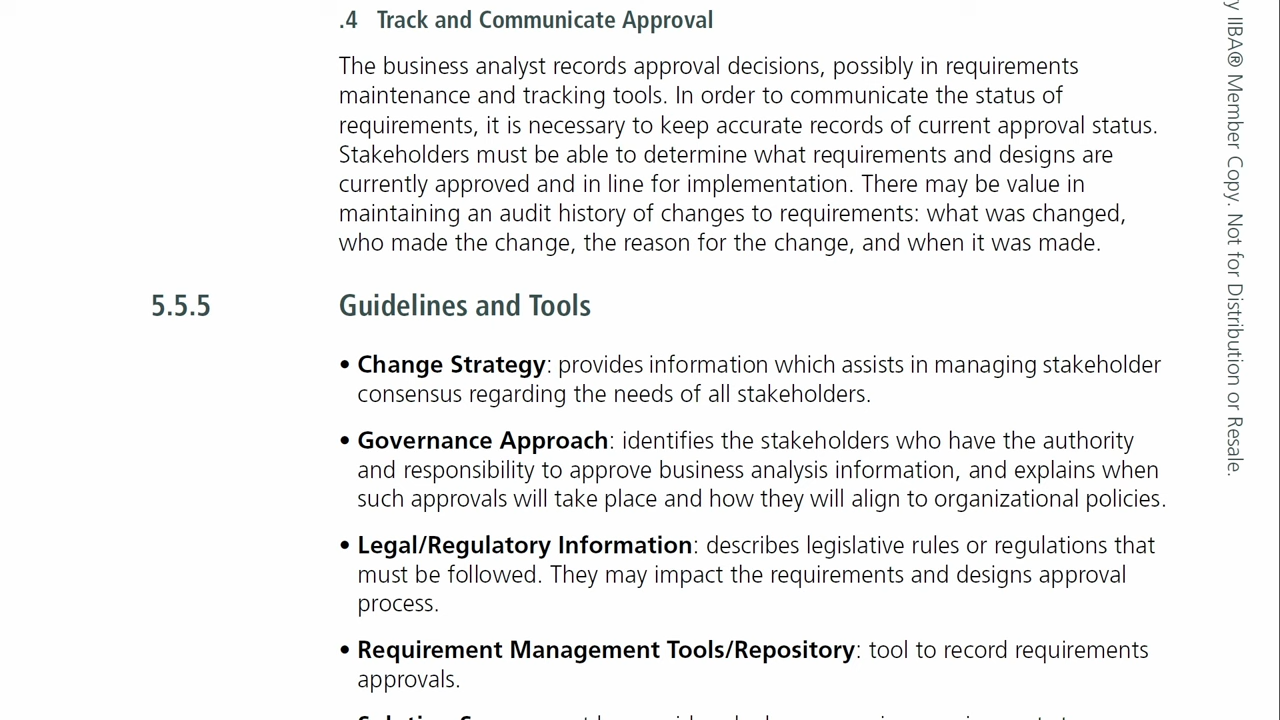 .4 Track and Communicate Approval
The business analyst records approval decisions, possibly in requirements
maintenance and tracking tools. In order to communicate the status of
requirements, it is necessary to keep accurate records of current approval status.
Stakeholders must be able to determine what requirements and designs are
currently approved and in line for implementation. There may be value in
maintaining an audit history of changes to requirements: what was changed,
who made the change, the reason for the change, and when it was made.
5.5.5 Guidelines and Tools
• Change Strategy: provides information which assists in managing stakeholder
consensus regarding the needs of all stakeholders.
• Governance Approach: identifies the stakeholders who have the authority
and responsibility to approve business analysis information, and explains when
such approvals will take place and how they will align to organizational policies.
• Legal/Regulatory Information: describes legislative rules or regulations that
must be followed. They may impact the requirements and designs approval
process.
• Requirement Management Tools/Repository: tool to record requirements
approvals.
y IIBA® Member Copy. Not for Distribution or Resale.